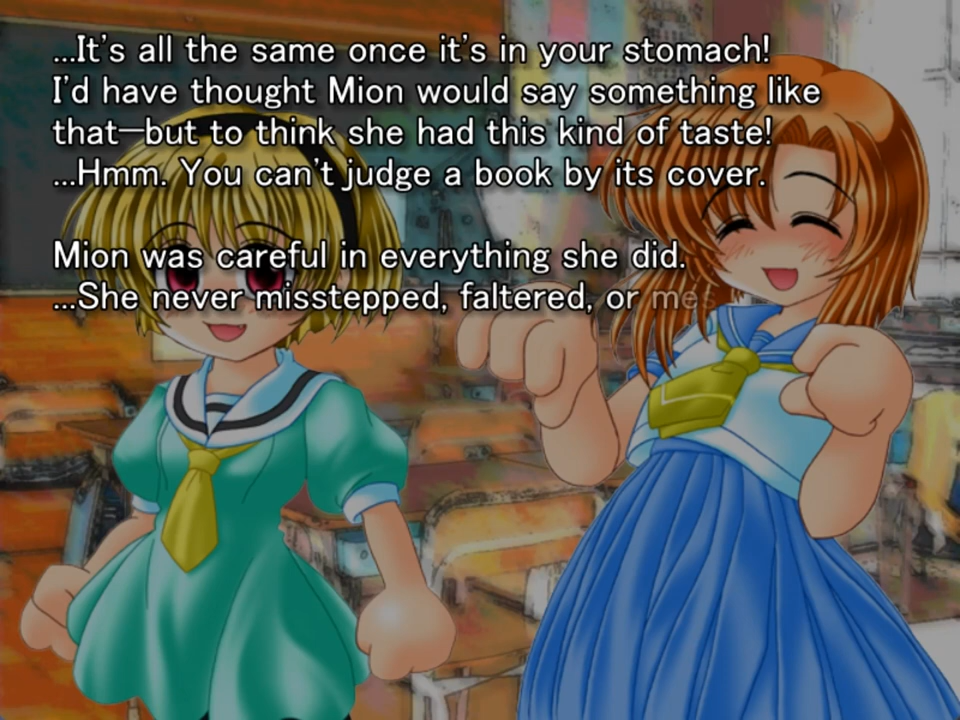 ...It's all the same once it's in your stomach!
I'd have thought Mion would say something like
that—but to think she had this kind of taste!
...Hmm. You can't judge a book by its cover.
Mion was careful in everything she did.
...She never misstepped, faltered, or mes